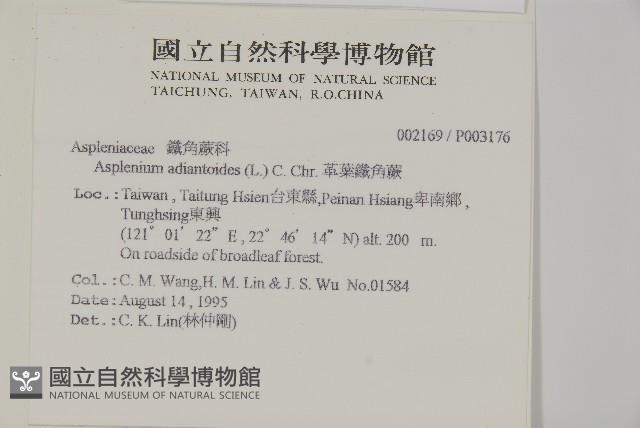 國立自然科學博物館
NATIONAL MUSEUM OF NATURAL SCIENCE
TAICHUNG, TAIWAN, R.O.CHINA
002169 / P003176
Aspleniaceae 鐵角蕨科
Asplenium adiantoides (L.) C. Chr. 革葉鐵角蕨
Loc.:Taiwan , Taitung Hsien台東縣,Peinan Hsiang卑南鄉 ,
Tunghsing東興
(121° 01′ 22” E , 22° 46′ 14” N) alt. 200 m.
On roadside of broadleaf forest.
Col.:C. M. Wang,H. M. Lin & J. S. Wu No.01584
Date:August 14 , 1995
Det.:C. K. Lin(林仲剛)
國立自然科學博物館
NATIONAL MUSEUM OF NATURAL SCIENCE